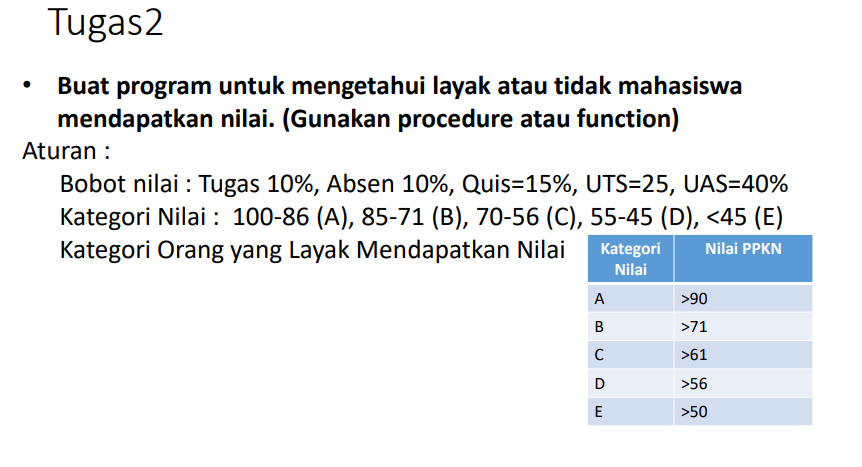 Tugas2
• Buat program untuk mengetahui layak atau tidak mahasiswa
mendapatkan nilai. (Gunakan procedure atau function)
Aturan :
Bobot nilai : Tugas 10%, Absen 10%, Quis=15%, UTS=25, UAS=40%
Kategori Nilai : 100-86 (A), 85-71 (B), 70-56 (C), 55-45 (D), <45 (E)
Kategori Orang yang Layak Mendapatkan Nilai
Kategori Nilai PPKN
Nilai
A >90
B >71
C >61
D >56
E >50